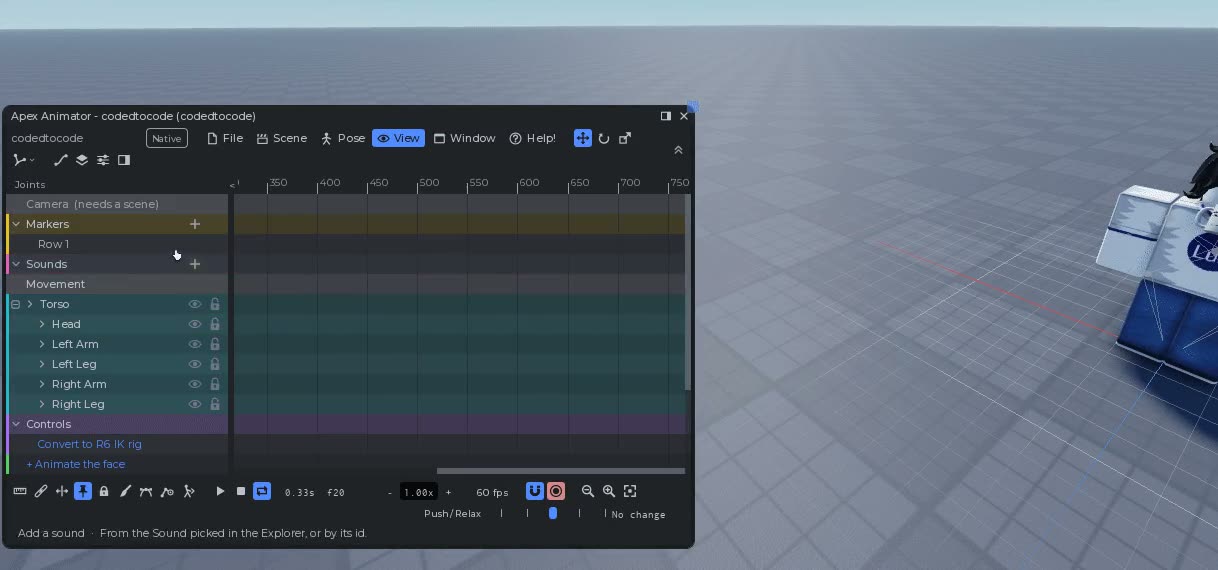 Apex Animator - codedtocode (codedtocode)
codedtocode Native File Scene Pose View Window Help!
Joints 350 400 450 500 550 600 650 700 750
Camera (needs a scene)
Markers
Row 1
Sounds
Movement
Torso
Head
Left Arm
Left Leg
Right Arm
Right Leg
Controls
Convert to R6 IK rig
+ Animate the face
0.33s f20 - 1.00x + 60 fps
Push/Relax No change
Add a sound · From the Sound picked in the Explorer, or by its id.